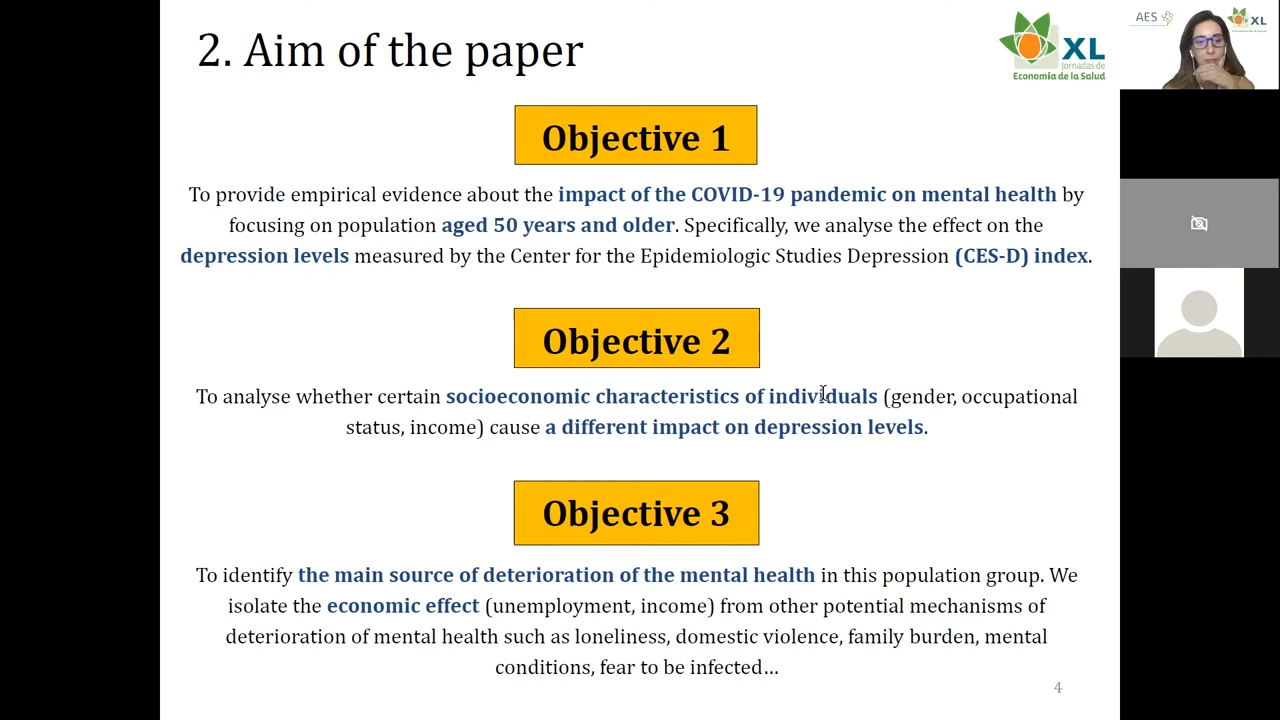 2. Aim of the paper
XL
Jornadas de
Economía de la Salud
AES
XL
Objective 1
To provide empirical evidence about the impact of the COVID-19 pandemic on mental health by
focusing on population aged 50 years and older. Specifically, we analyse the effect on the
depression levels measured by the Center for the Epidemiologic Studies Depression (CES-D) index.
Objective 2
To analyse whether certain socioeconomic characteristics of individuals (gender, occupational
status, income) cause a different impact on depression levels.
Objective 3
To identify the main source of deterioration of the mental health in this population group. We
isolate the economic effect (unemployment, income) from other potential mechanisms of
deterioration of mental health such as loneliness, domestic violence, family burden, mental
conditions, fear to be infected…
4